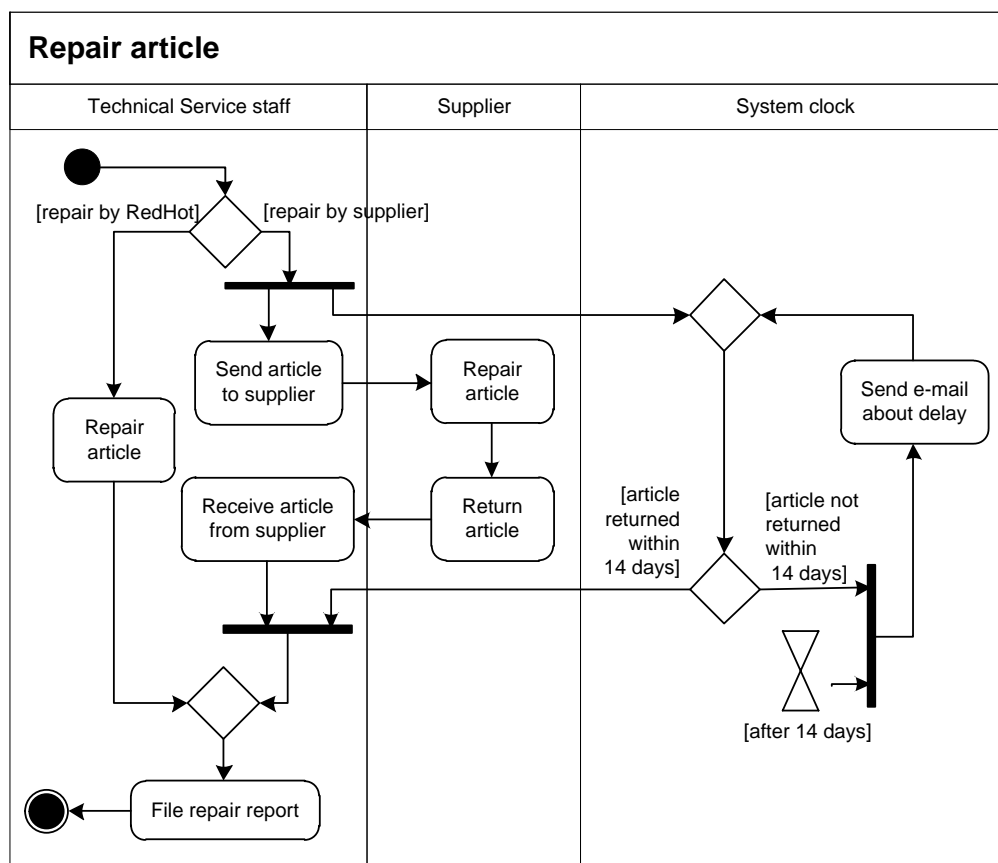 Repair article
Technical Service staff
Supplier
System clock
[repair by RedHot]
[repair by supplier]
Send article
to supplier
Repair
article
Send e-mail
about delay
Repair
article
Receive article
from supplier
Return
article
[article
returned
within
14 days]
[article not
returned
within
14 days]
[after 14 days]
File repair report